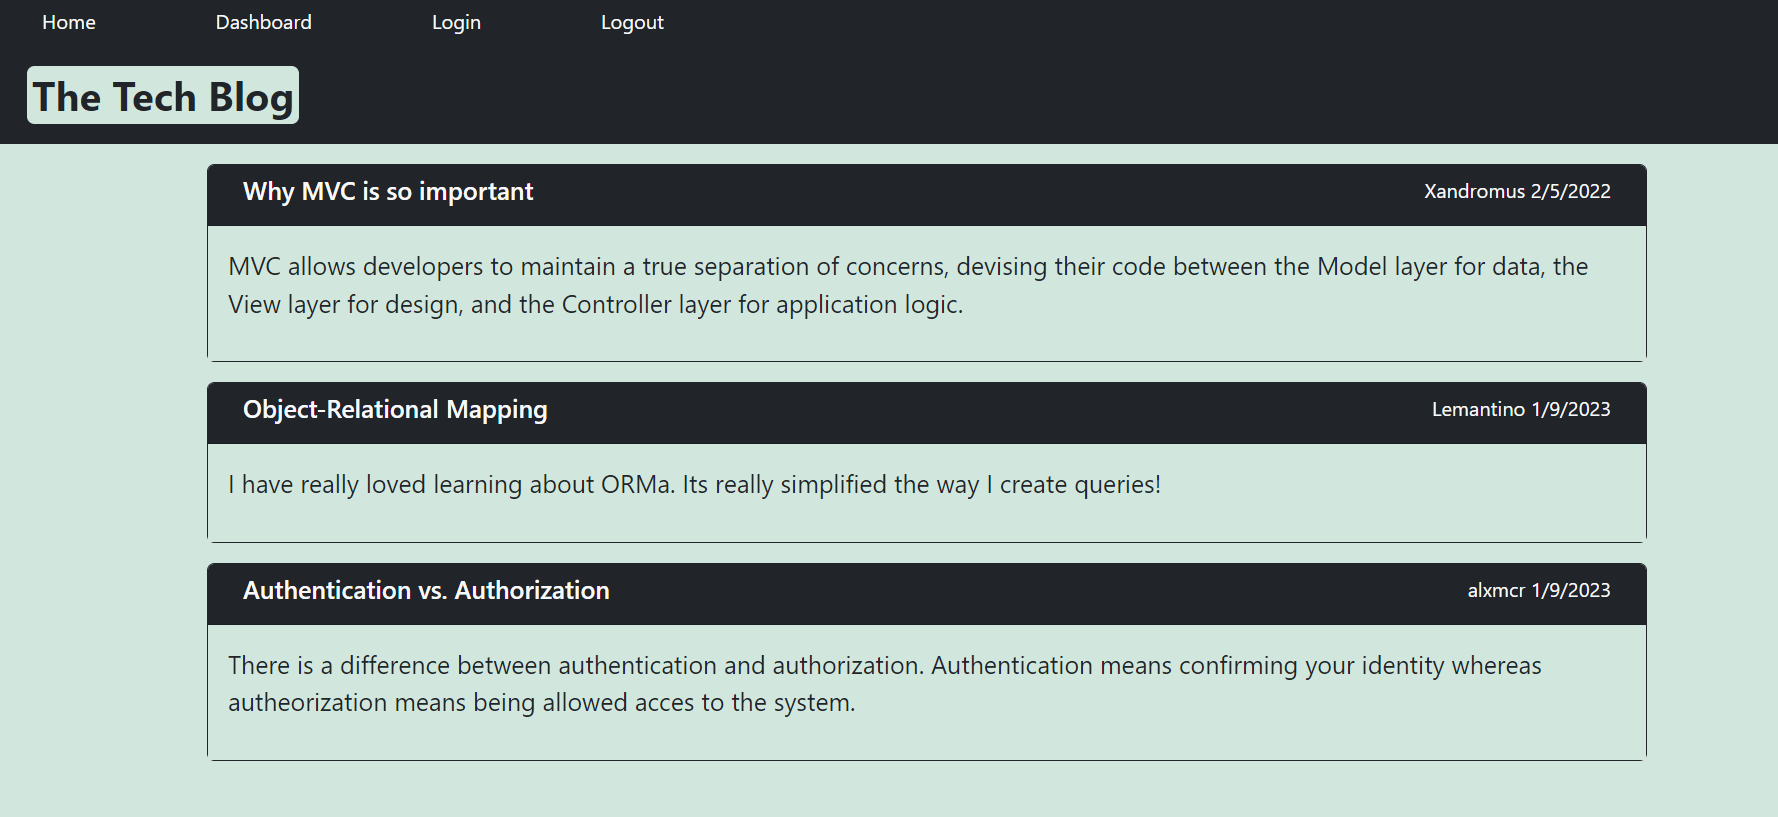 Home Dashboard Login Logout
The Tech Blog
Why MVC is so important Xandromus 2/5/2022
MVC allows developers to maintain a true separation of concerns, devising their code between the Model layer for data, the
View layer for design, and the Controller layer for application logic.
Object-Relational Mapping Lemantino 1/9/2023
I have really loved learning about ORMa. Its really simplified the way I create queries!
Authentication vs. Authorization alxmcr 1/9/2023
There is a difference between authentication and authorization. Authentication means confirming your identity whereas
autheorization means being allowed acces to the system.